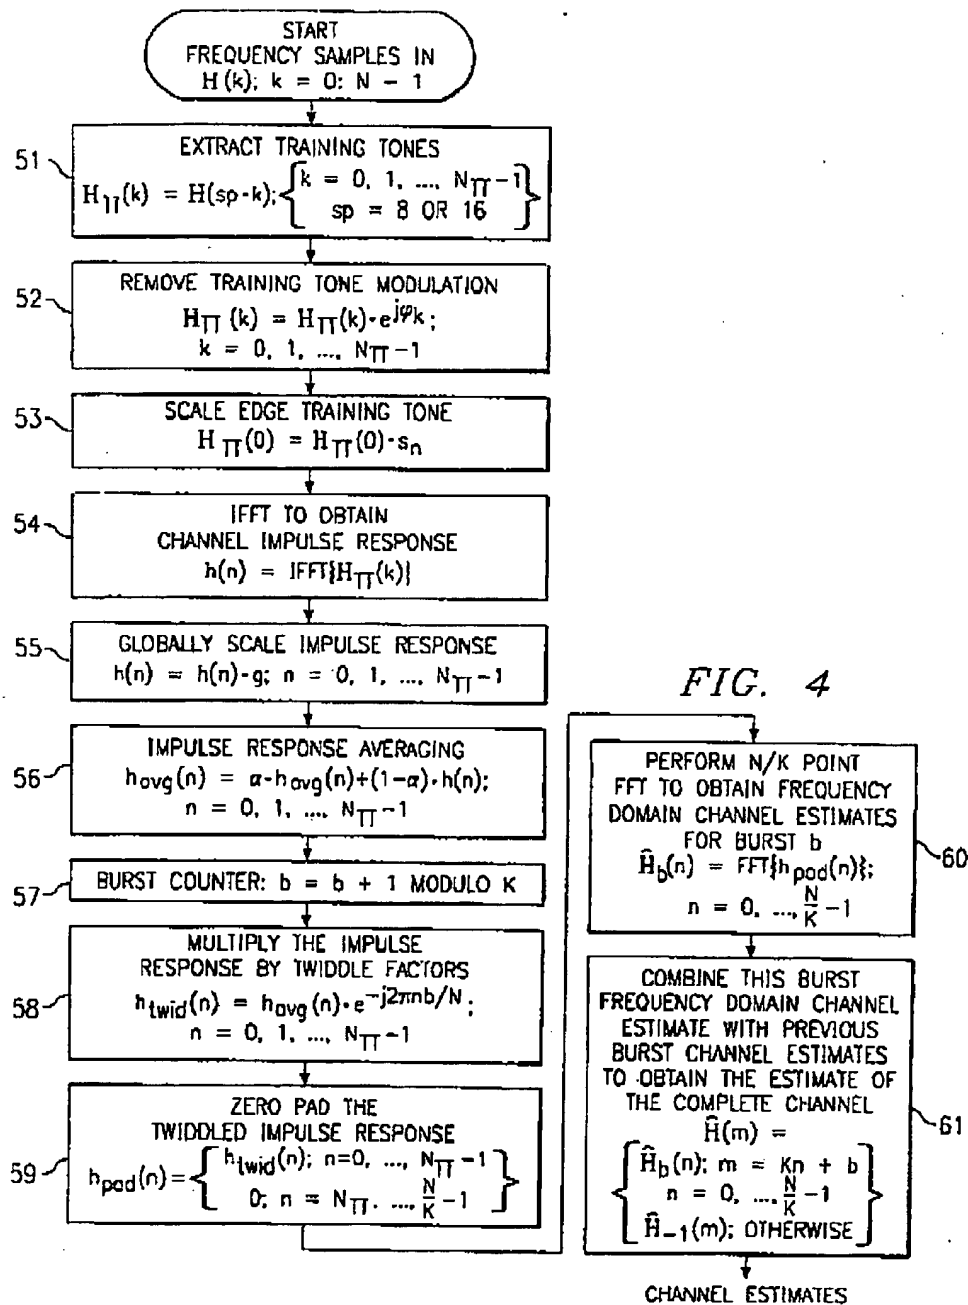 START
FREQUENCY SAMPLES IN
H(k); k = 0: N - 1
51
EXTRACT TRAINING TONES
H_TT(k) = H(sp·k); { k = 0, 1, ..., N_TT-1
sp = 8 OR 16 }
52
REMOVE TRAINING TONE MODULATION
H_TT(k) = H_TT(k)·e^jφk;
k = 0, 1, ..., N_TT-1
53
SCALE EDGE TRAINING TONE
H_TT(0) = H_TT(0)·s_n
54
IFFT TO OBTAIN
CHANNEL IMPULSE RESPONSE
h(n) = IFFT{H_TT(k)}
55
GLOBALLY SCALE IMPULSE RESPONSE
h(n) = h(n)·g; n = 0, 1, ..., N_TT-1
56
IMPULSE RESPONSE AVERAGING
h_avg(n) = α·h_avg(n)+(1-α)·h(n);
n = 0, 1, ..., N_TT-1
57
BURST COUNTER: b = b + 1 MODULO K
58
MULTIPLY THE IMPULSE
RESPONSE BY TWIDDLE FACTORS
h_twid(n) = h_avg(n)·e^-j2πnb/N;
n = 0, 1, ..., N_TT-1
59
ZERO PAD THE
TWIDDLED IMPULSE RESPONSE
h_pad(n) = { h_twid(n); n=0, ..., N_TT-1
0; n = N_TT, ..., N/K-1 }
FIG. 4
PERFORM N/K POINT
FFT TO OBTAIN FREQUENCY
DOMAIN CHANNEL ESTIMATES
FOR BURST b
Ĥ_b(n) = FFT{h_pad(n)};
n = 0, ..., N/K-1
60
COMBINE THIS BURST
FREQUENCY DOMAIN CHANNEL
ESTIMATE WITH PREVIOUS
BURST CHANNEL ESTIMATES
TO OBTAIN THE ESTIMATE OF
THE COMPLETE CHANNEL
Ĥ(m) =
{ Ĥ_b(n); m = Kn + b
n = 0, ..., N/K-1
Ĥ_-1(m); OTHERWISE }
61
CHANNEL ESTIMATES